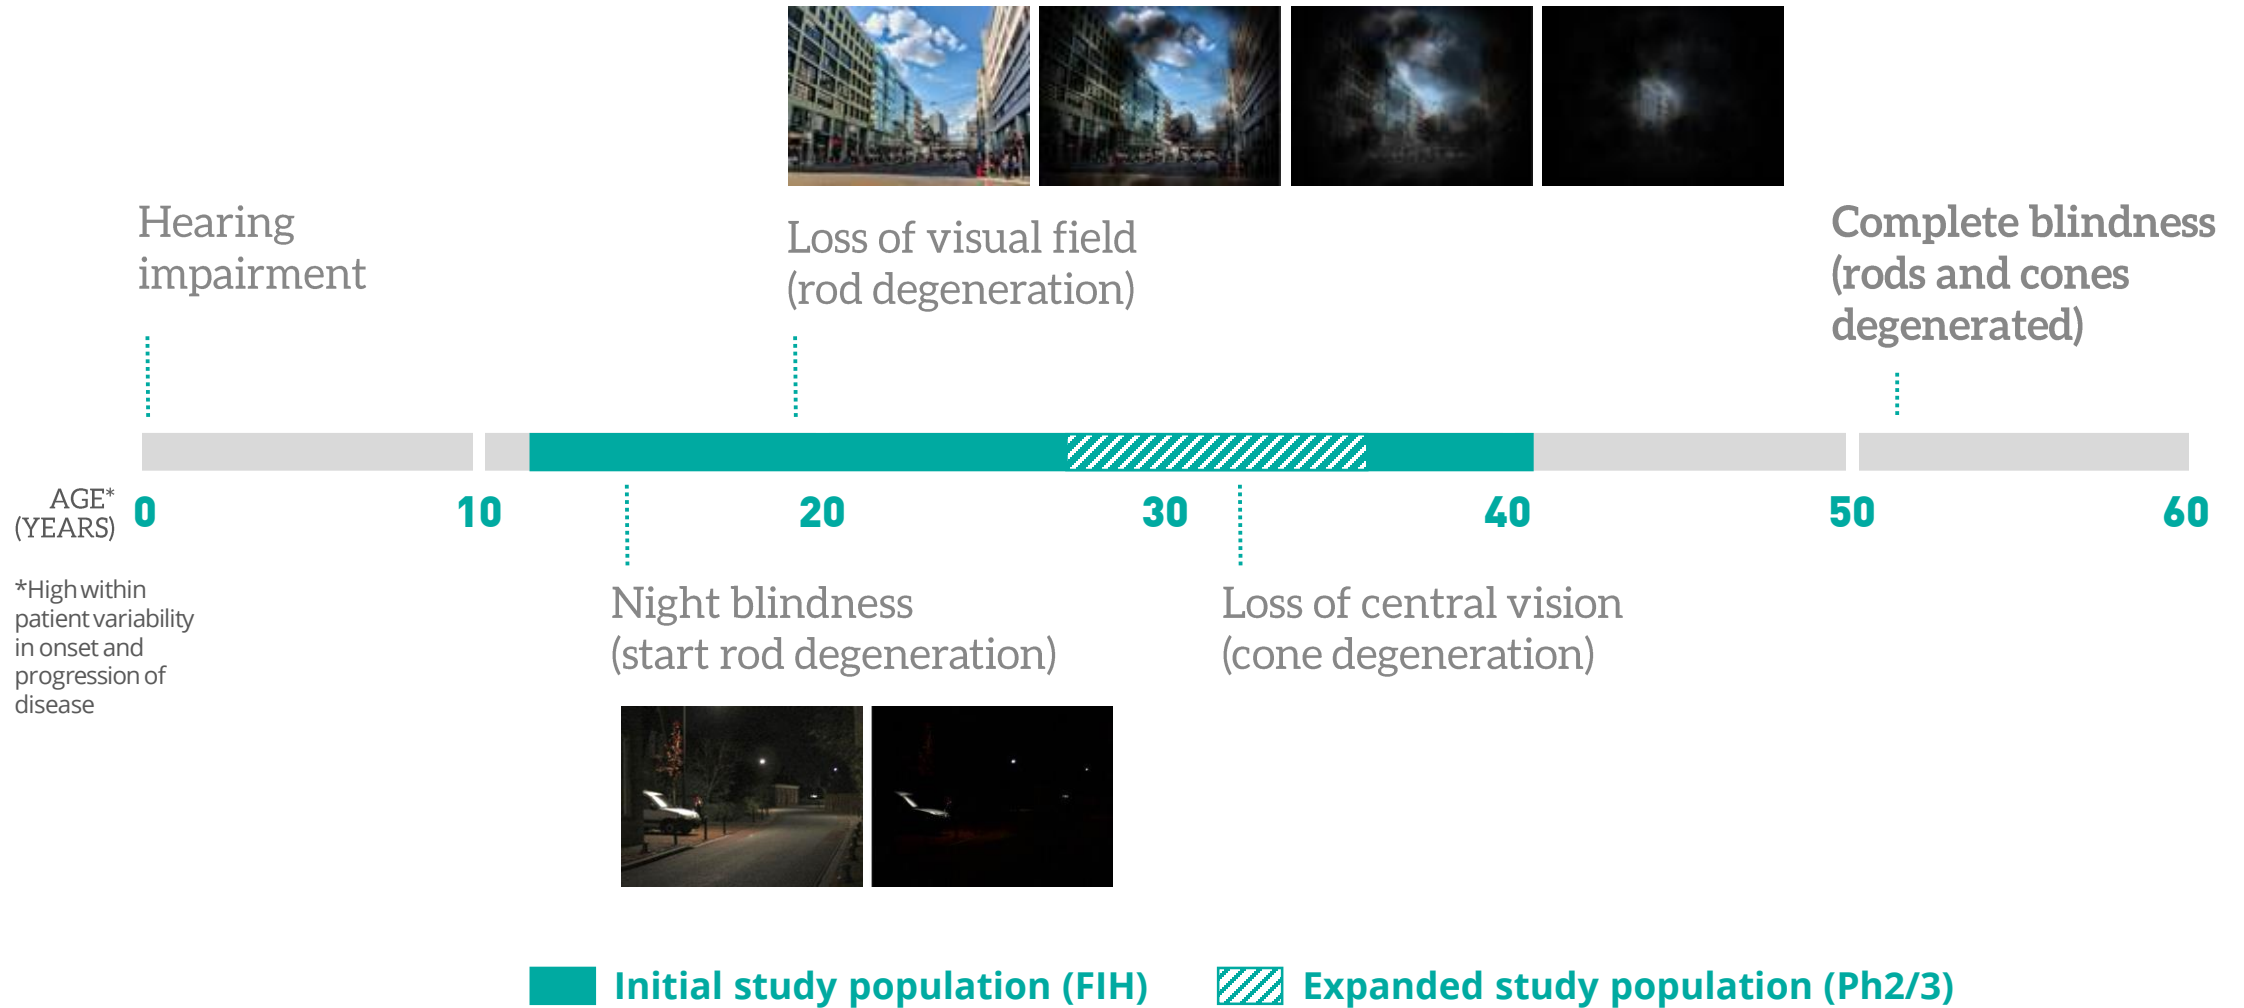 Hearing
impairment
Loss of visual field
(rod degeneration)
Complete blindness
(rods and cones
degenerated)
AGE*
(YEARS)
0 10 20 30 40 50 60
*High within
patient variability
in onset and
progression of
disease
Night blindness
(start rod degeneration)
Loss of central vision
(cone degeneration)
Initial study population (FIH)
Expanded study population (Ph2/3)